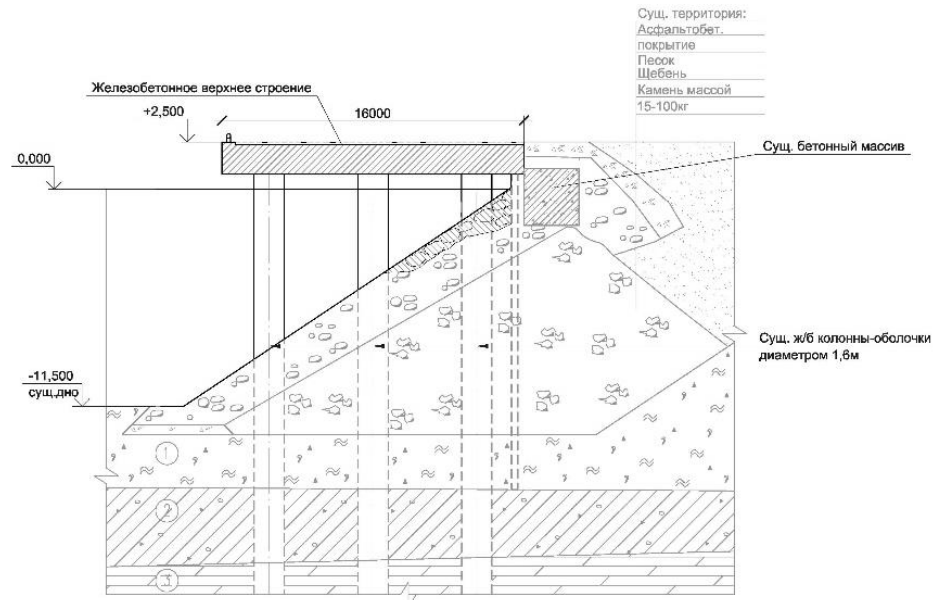 Сущ. территория:
Асфальтобет.
покрытие
Песок
Щебень
Камень массой
15-100кг
Железобетонное верхнее строение
+2,500
16000
0,000
Сущ. бетонный массив
Сущ. ж/б колонны-оболочки
диаметром 1,6м
-11,500
сущ.дно
1
2
3